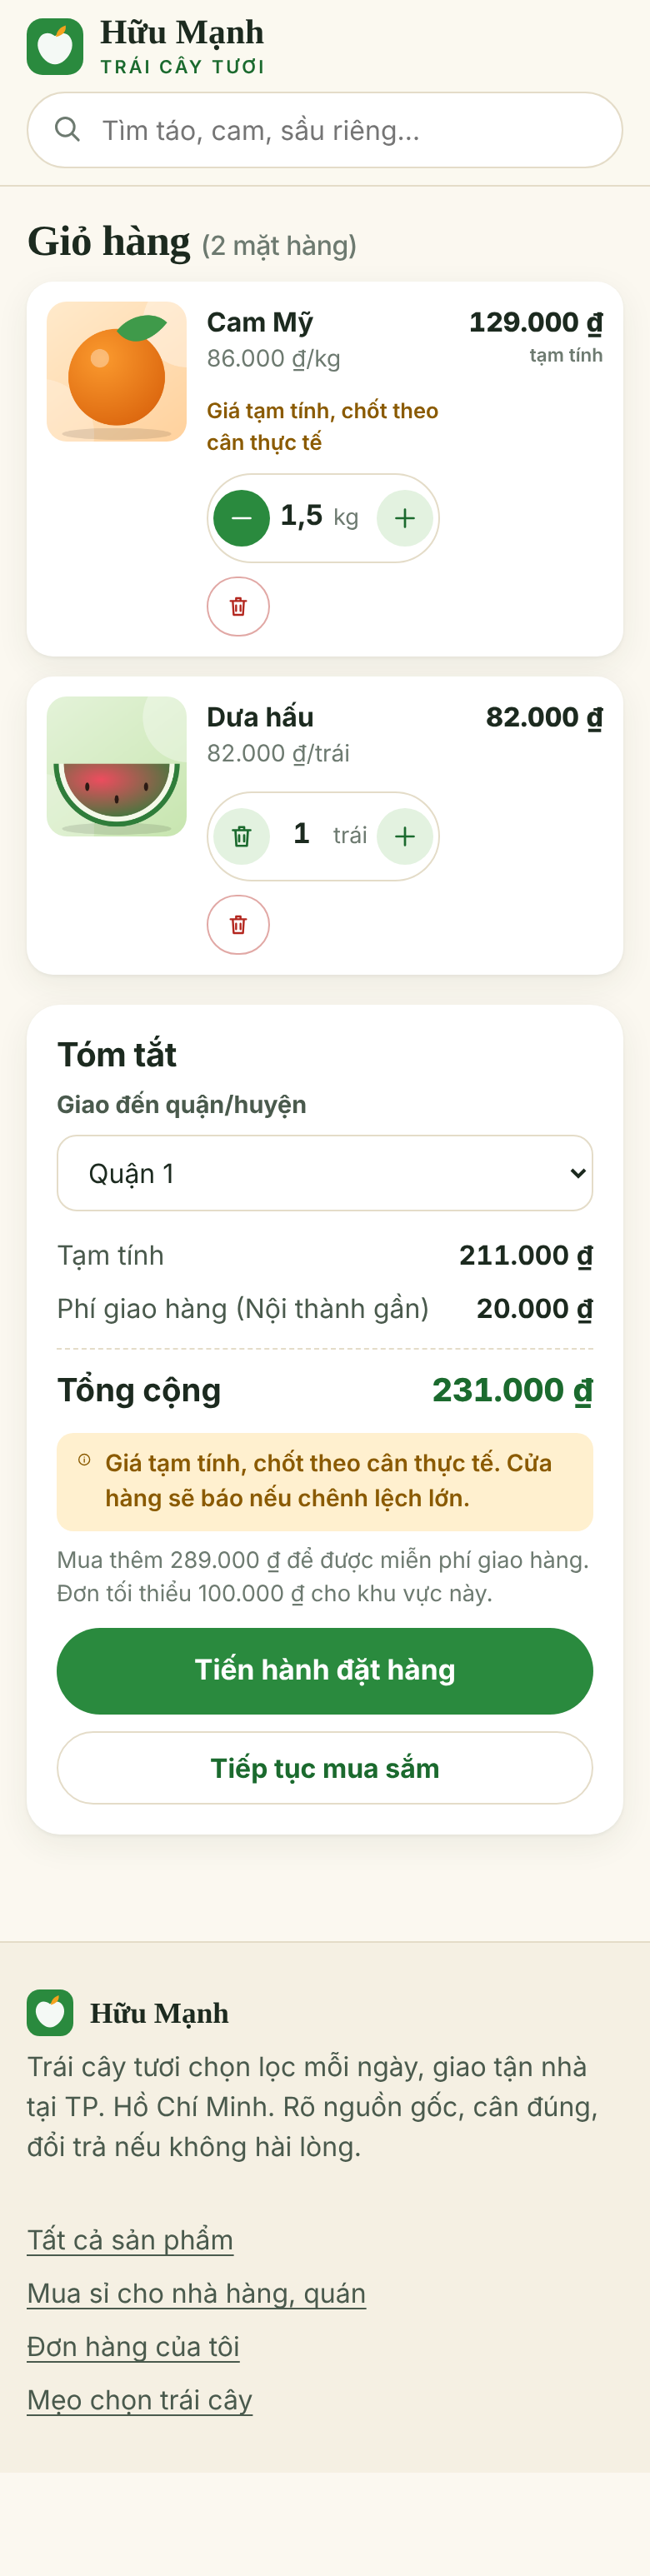 Hữu Mạnh
TRÁI CÂY TƯƠI
Tìm táo, cam, sầu riêng...
Giỏ hàng (2 mặt hàng)
Cam Mỹ
129.000 ₫
86.000 ₫/kg
tạm tính
Giá tạm tính, chốt theo
cân thực tế
1,5 kg
Dưa hấu
82.000 ₫
82.000 ₫/trái
1 trái
Tóm tắt
Giao đến quận/huyện
Quận 1
Tạm tính 211.000 ₫
Phí giao hàng (Nội thành gần) 20.000 ₫
Tổng cộng 231.000 ₫
Giá tạm tính, chốt theo cân thực tế. Cửa
hàng sẽ báo nếu chênh lệch lớn.
Mua thêm 289.000 ₫ để được miễn phí giao hàng.
Đơn tối thiểu 100.000 ₫ cho khu vực này.
Tiến hành đặt hàng
Tiếp tục mua sắm
Hữu Mạnh
Trái cây tươi chọn lọc mỗi ngày, giao tận nhà
tại TP. Hồ Chí Minh. Rõ nguồn gốc, cân đúng,
đổi trả nếu không hài lòng.
Tất cả sản phẩm
Mua sỉ cho nhà hàng, quán
Đơn hàng của tôi
Mẹo chọn trái cây